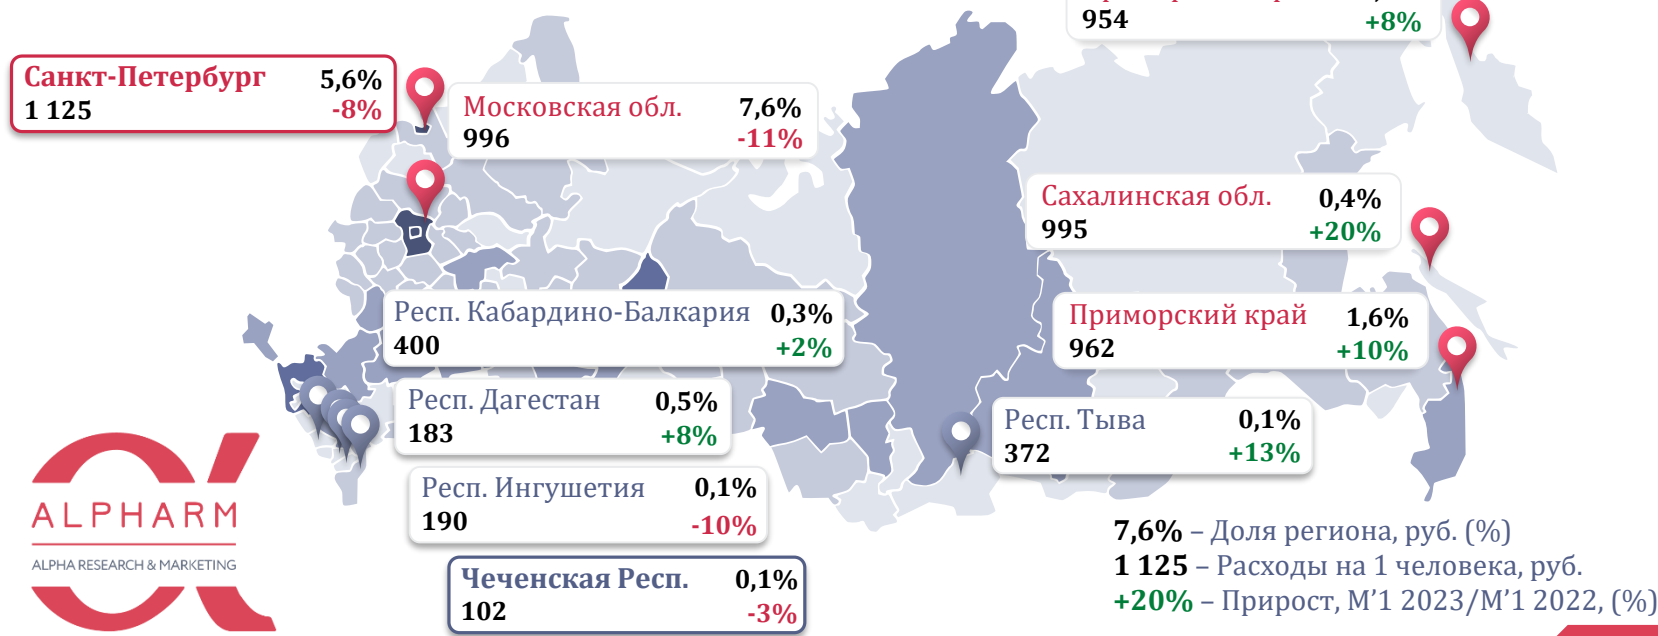 954
+8%
Санкт-Петербург 5,6%
1 125 -8%
Московская обл. 7,6%
996 -11%
Сахалинская обл. 0,4%
995 +20%
Респ. Кабардино-Балкария 0,3%
400 +2%
Приморский край 1,6%
962 +10%
Респ. Дагестан 0,5%
183 +8%
Респ. Тыва 0,1%
372 +13%
Респ. Ингушетия 0,1%
190 -10%
Чеченская Респ. 0,1%
102 -3%
ALPHARM
ALPHA RESEARCH & MARKETING
7,6% – Доля региона, руб. (%)
1 125 – Расходы на 1 человека, руб.
+20% – Прирост, М’1 2023/М’1 2022, (%)